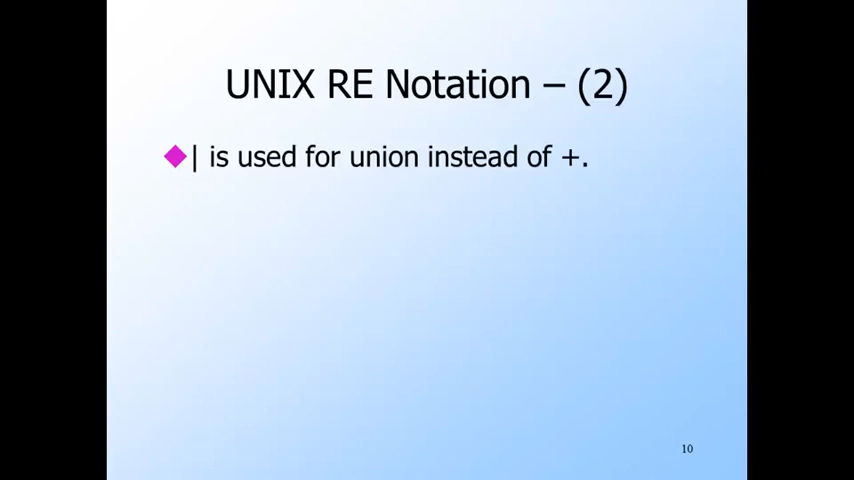 UNIX RE Notation – (2)
| is used for union instead of +.
10